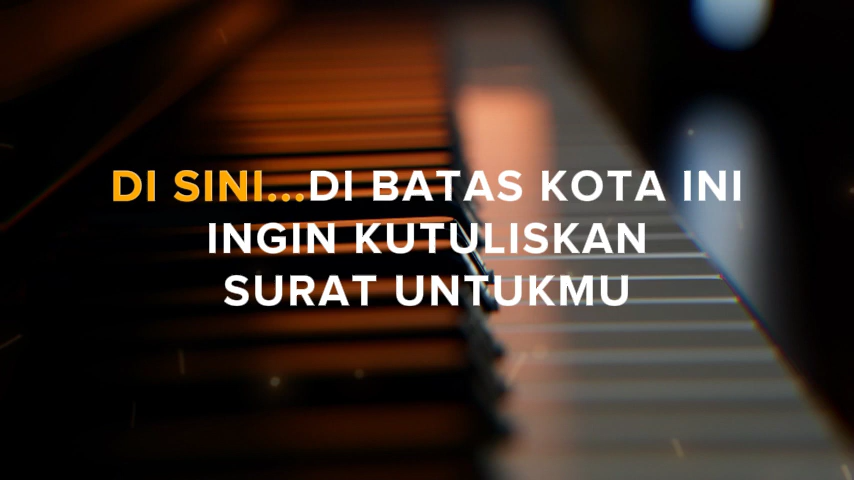 DI SINI...DI BATAS KOTA INI
INGIN KUTULISKAN
SURAT UNTUKMU